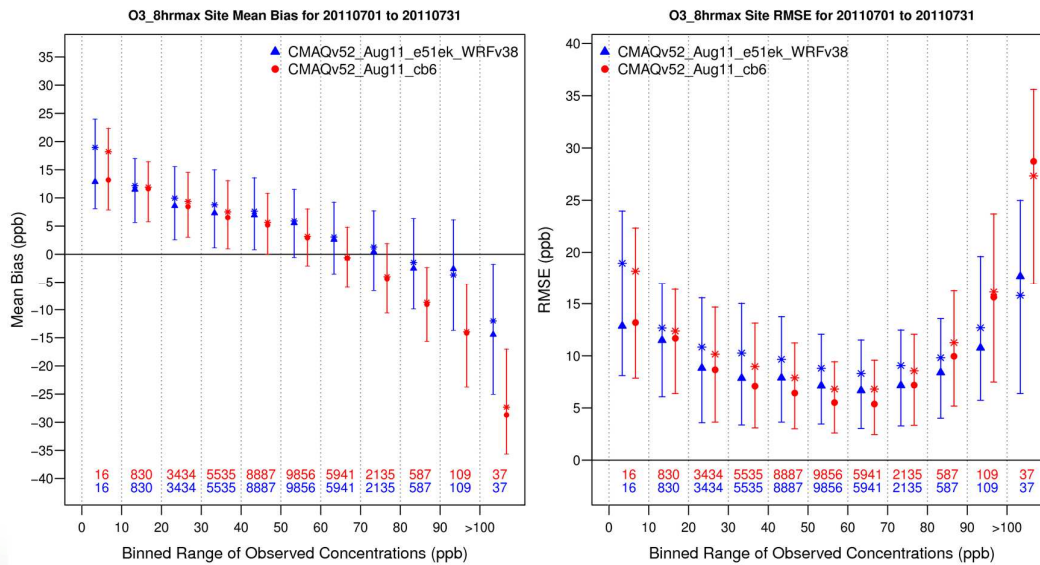 O3_8hrmax Site Mean Bias for 20110701 to 20110731
CMAQv52_Aug11_e51ek_WRFv38
CMAQv52_Aug11_cb6
Mean Bias (ppb)
35
30
25
20
15
10
5
0
−5
−10
−15
−20
−25
−30
−35
−40
16 830 3434 5535 8887 9856 5941 2135 587 109 37
16 830 3434 5535 8887 9856 5941 2135 587 109 37
0 10 20 30 40 50 60 70 80 90 >100
Binned Range of Observed Concentrations (ppb)
O3_8hrmax Site RMSE for 20110701 to 20110731
CMAQv52_Aug11_e51ek_WRFv38
CMAQv52_Aug11_cb6
RMSE (ppb)
40
35
30
25
20
15
10
5
0
16 830 3434 5535 8887 9856 5941 2135 587 109 37
16 830 3434 5535 8887 9856 5941 2135 587 109 37
0 10 20 30 40 50 60 70 80 90 >100
Binned Range of Observed Concentrations (ppb)